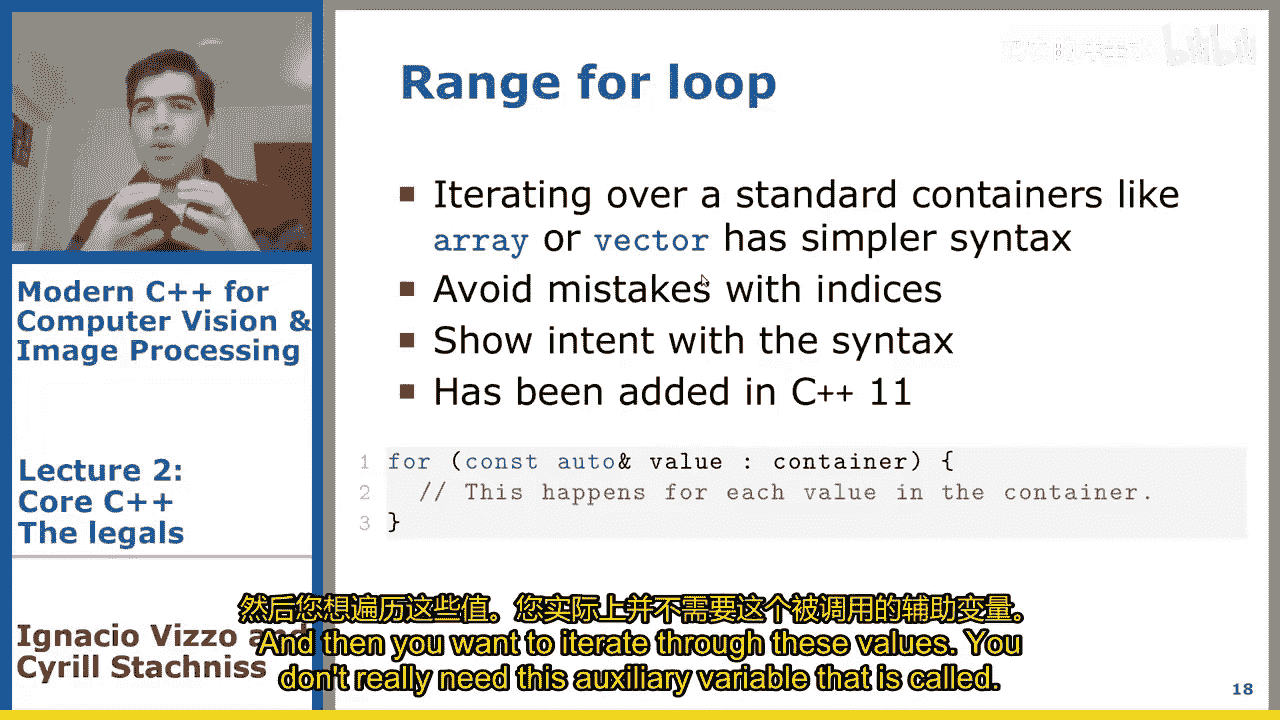 Range for loop
■ Iterating over a standard containers like
array or vector has simpler syntax
■ Avoid mistakes with indices
■ Show intent with the syntax
■ Has been added in C++ 11
1 for (const auto& value : container) {
2 // This happens for each value in the container.
3 }
Modern C++ for
Computer Vision &
Image Processing
Lecture 2:
Core C++
The legals
Ignacio Vizzo and
Cyrill Stachniss
然后您想遍历这些值。您实际上并不需要这个被调用的辅助变量。
And then you want to iterate through these values. You
don't really need this auxiliary variable that is called.
18
bilibili